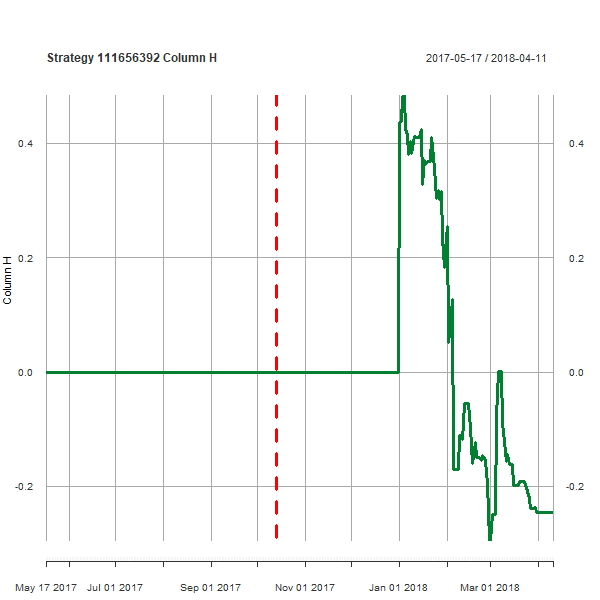 Strategy 111656392 Column H
2017-05-17 / 2018-04-11
0.4 0.4
0.2 0.2
0.0 0.0
-0.2 -0.2
Column H
May 17 2017 Jul 01 2017 Sep 01 2017 Nov 01 2017 Jan 01 2018 Mar 01 2018